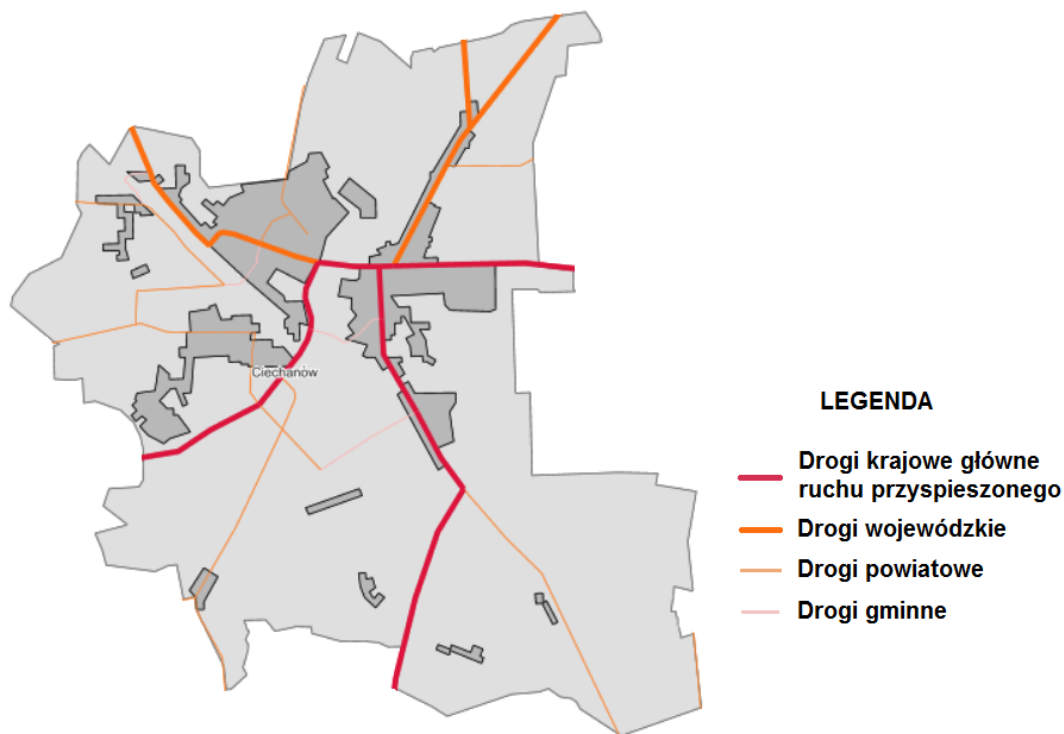 Ciechanów
LEGENDA
Drogi krajowe główne
ruchu przyspieszonego
Drogi wojewódzkie
Drogi powiatowe
Drogi gminne